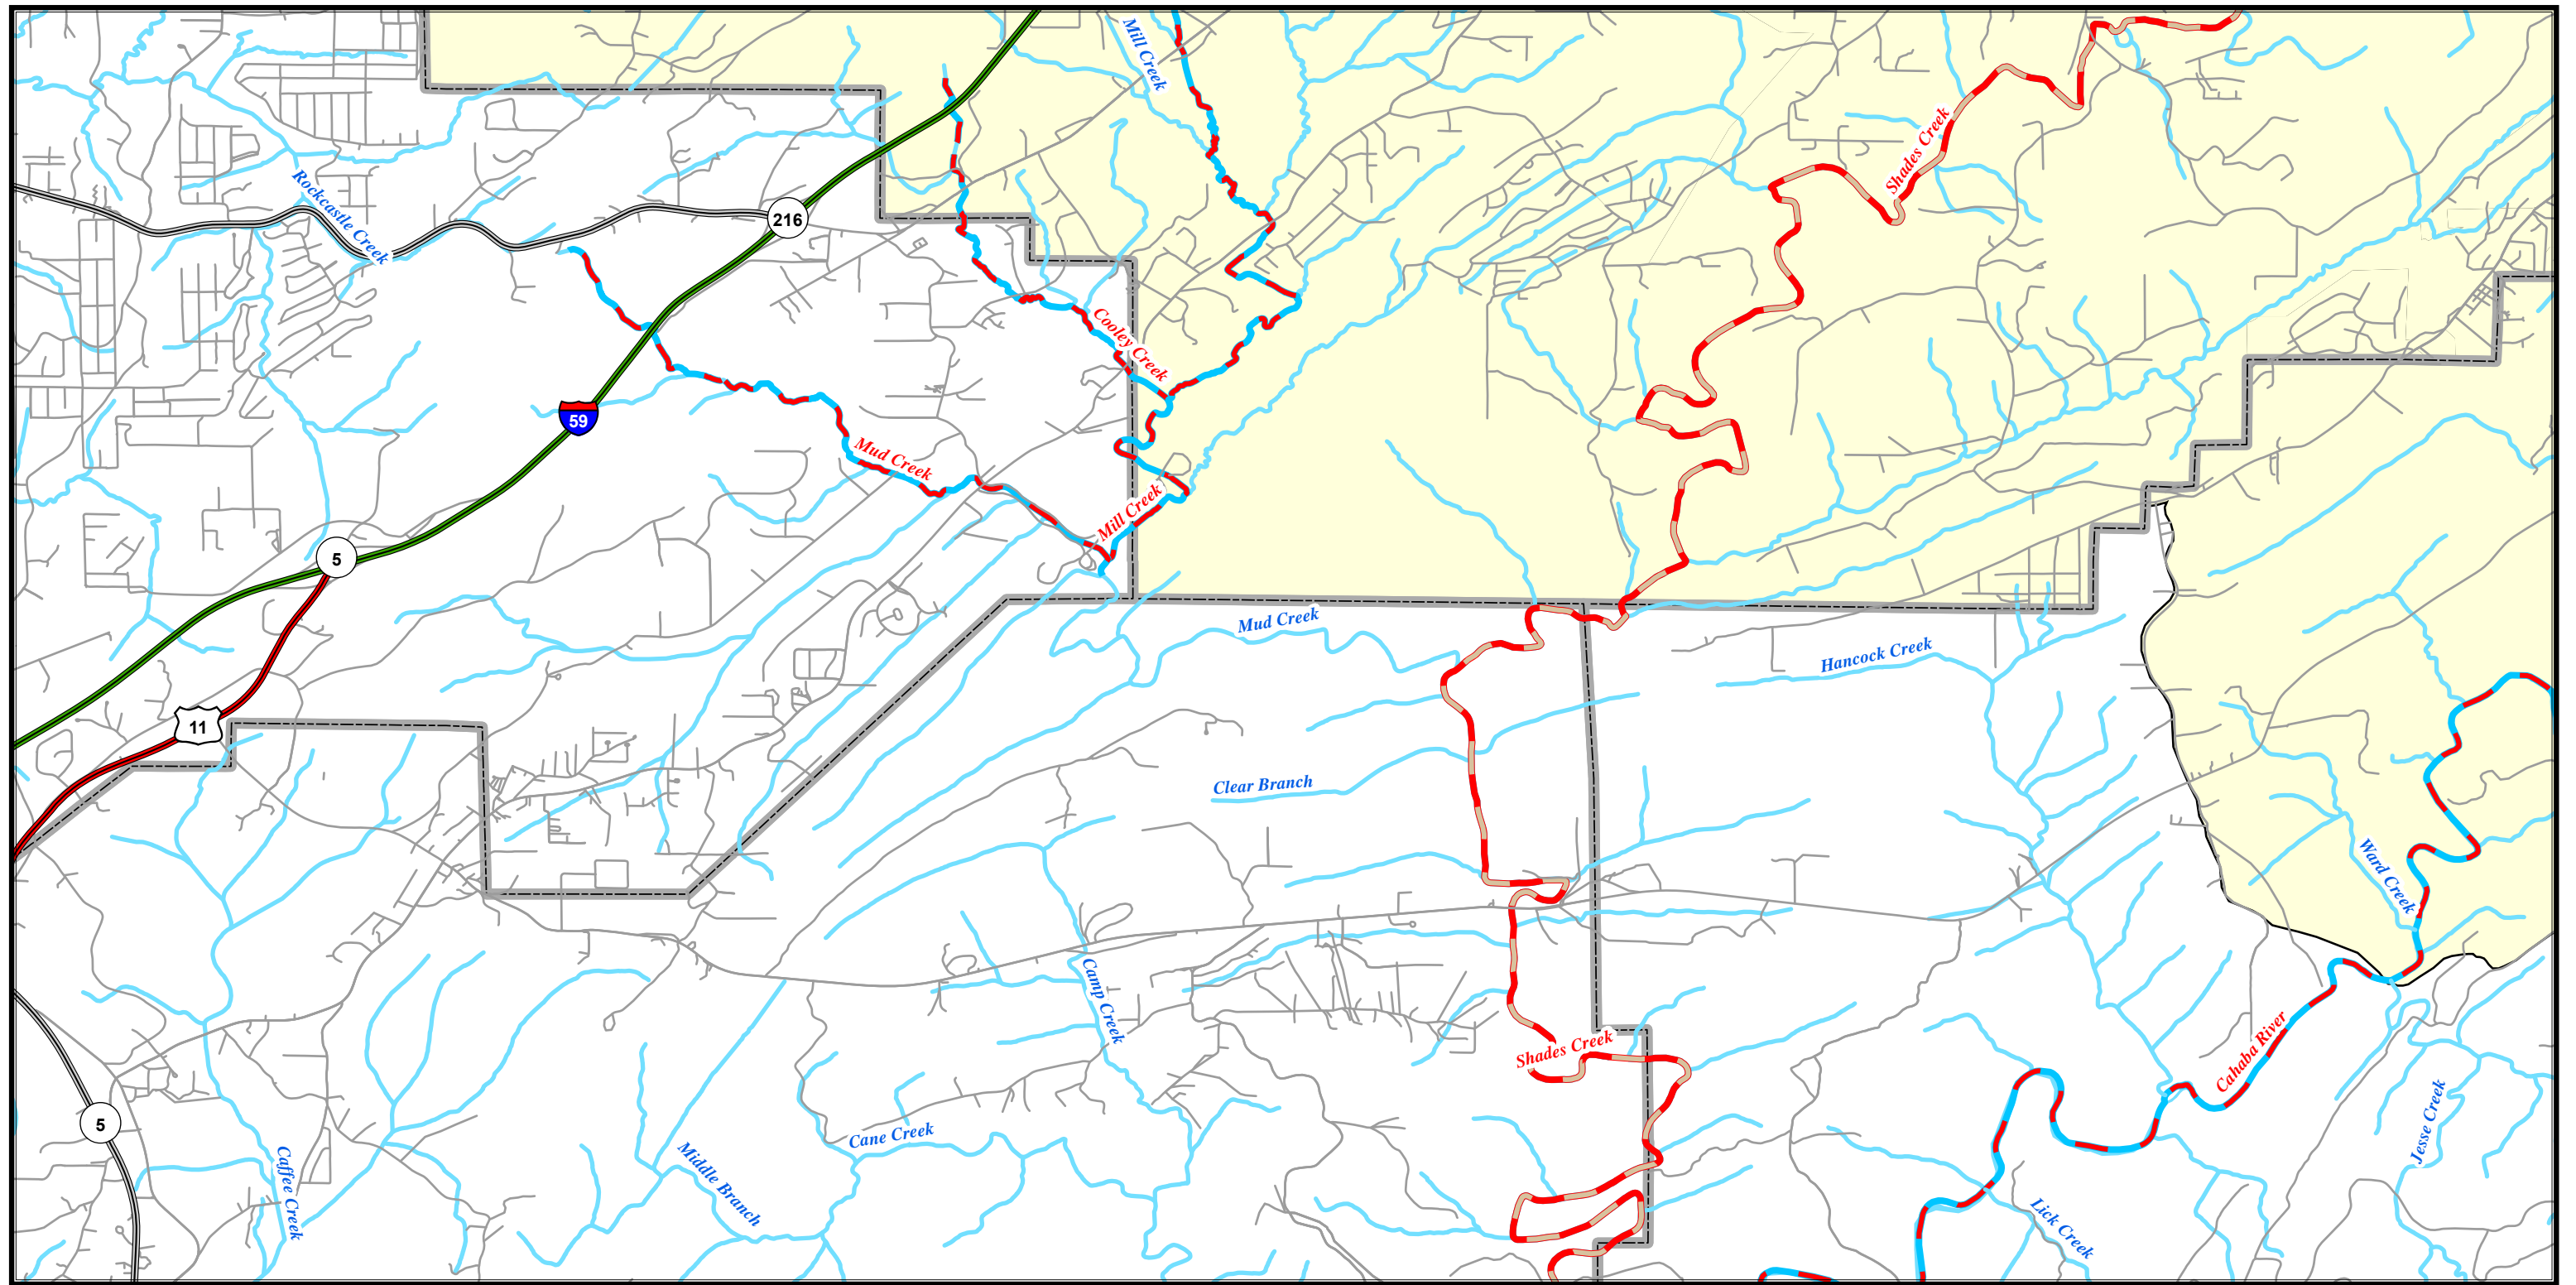 Mill Creek
Shades Creek
Rockcastle Creek
216
Cooley Creek
59
Mud Creek
Mill Creek
5
Mud Creek
Hancock Creek
11
Clear Branch
Ward Creek
Camp Creek
Shades Creek
Cahaba River
5
Jesse Creek
Cane Creek
Caffee Creek
Middle Branch
Lick Creek